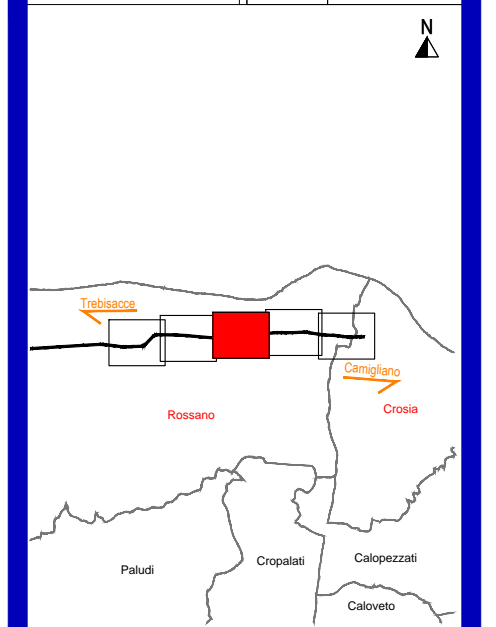 N
Trebisacce
Camigliano
Rossano
Crosia
Paludi
Cropalati
Calopezzati
Caloveto